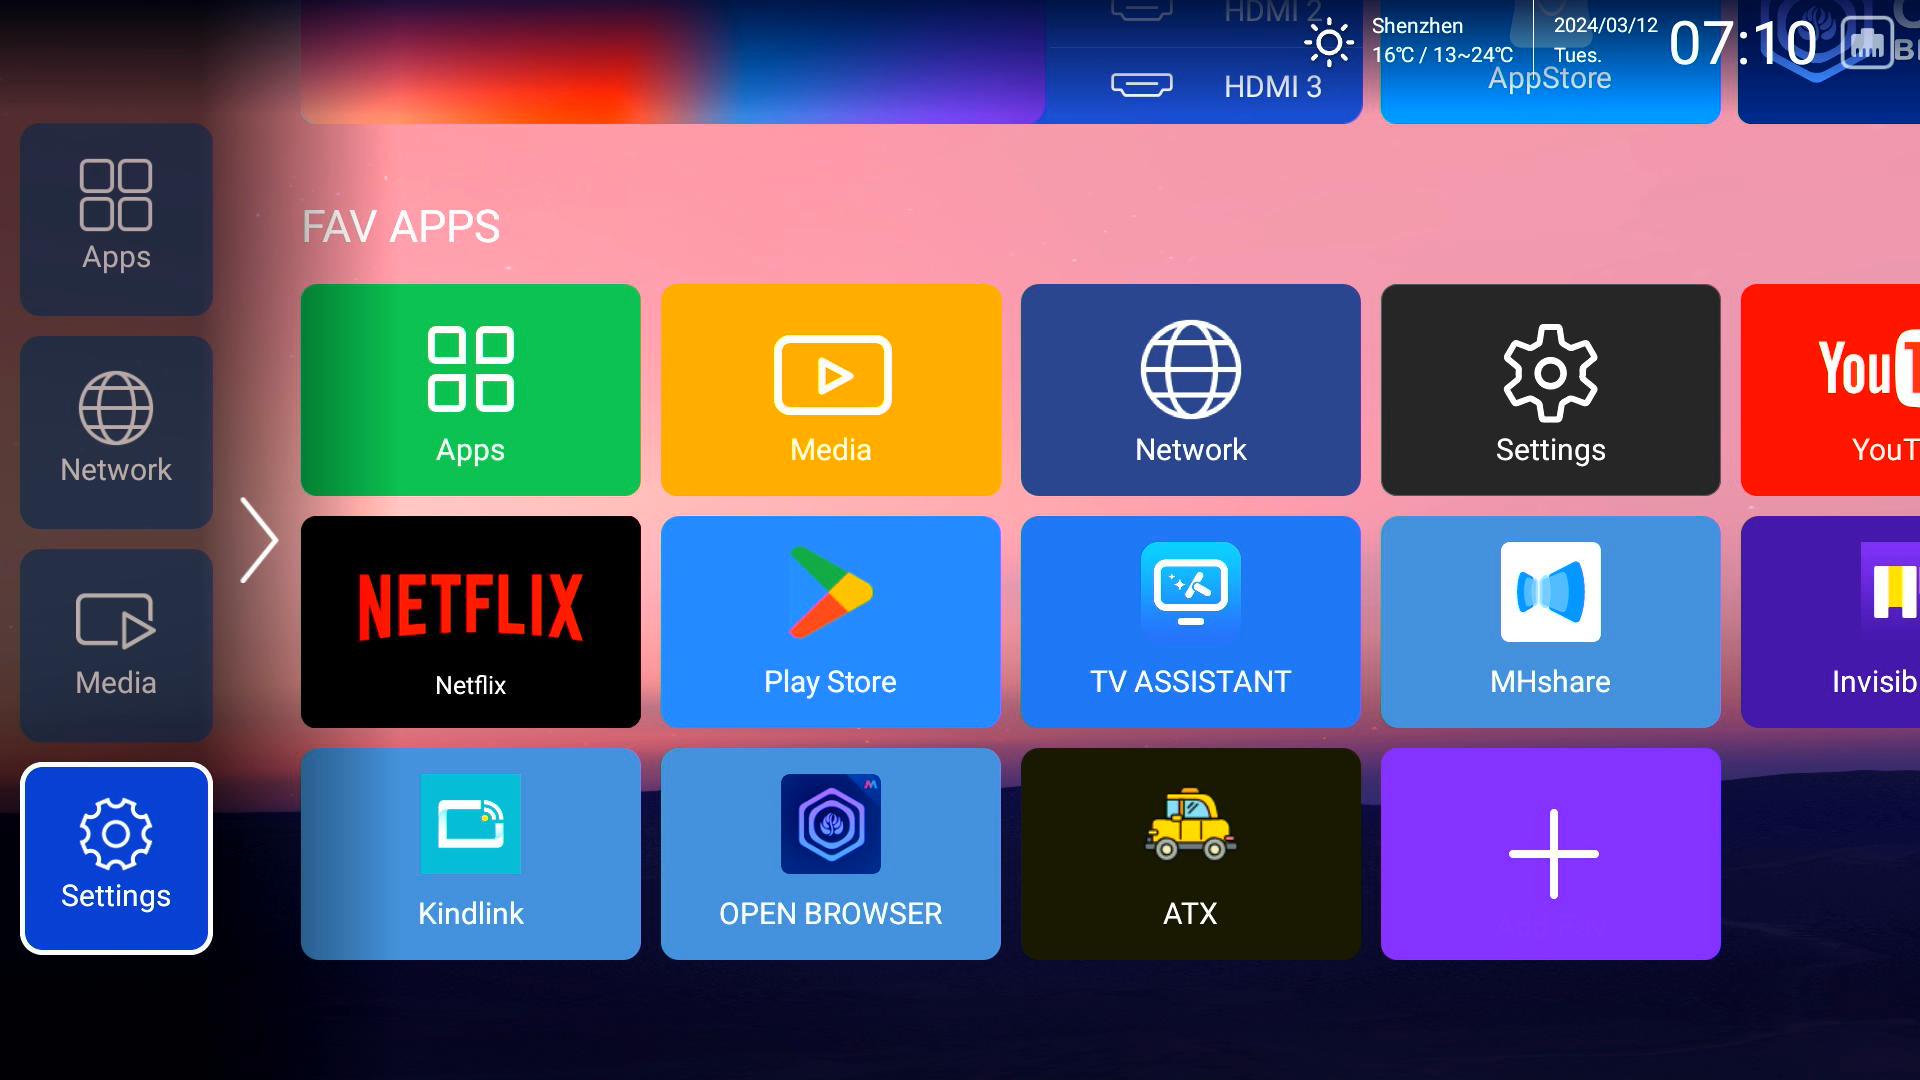 HDMI 2
Shenzhen
16℃ / 13~24℃
2024/03/12
Tues.
07:10
HDMI 3
AppStore
Apps
Network
Media
Settings
FAV APPS
Apps
Media
Network
Settings
YouT
YouT
NETFLIX
Netflix
Play Store
TV ASSISTANT
MHshare
Invisib
Kindlink
OPEN BROWSER
ATX